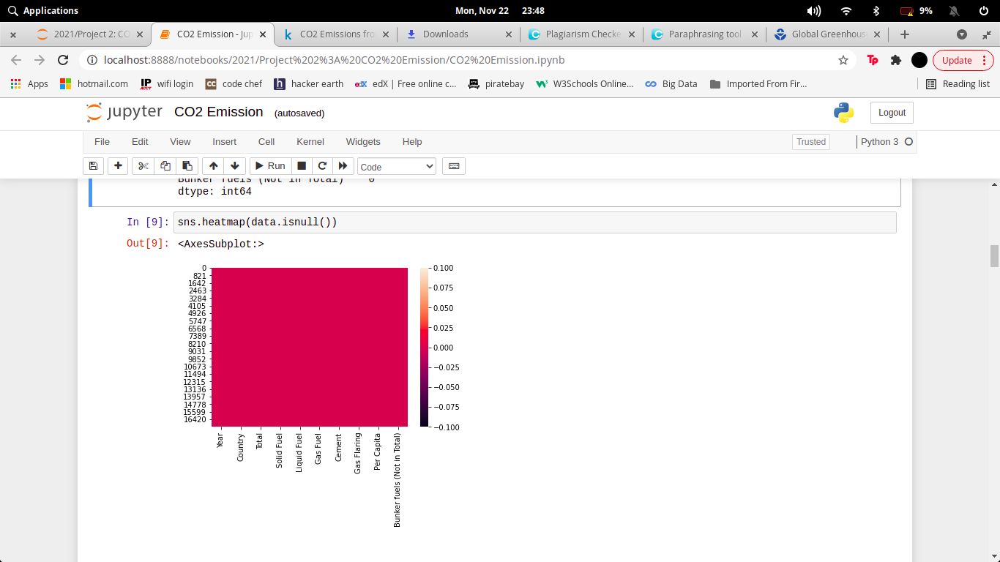 Applications
Mon, Nov 22 23:48
9%
2021/Project 2: CO
CO2 Emission - Jup
CO2 Emissions fro
Downloads
Plagiarism Checke
Paraphrasing tool
Global Greenhous
localhost:8888/notebooks/2021/Project%202%3A%20CO2%20Emission/CO2%20Emission.ipynb
Tp
Update
Apps
hotmail.com
IP ACCT
wifi login
CC
code chef
h
hacker earth
edX
edX | Free online c...
piratebay
W3Schools Online...
Big Data
Imported From Fir...
Reading list
jupyter
CO2 Emission (autosaved)
Logout
File Edit View Insert Cell Kernel Widgets Help
Trusted
Python 3
Run
Code
Bunker fuels (Not in Total) 0
dtype: int64
In [9]: sns.heatmap(data.isnull())
Out[9]: <AxesSubplot:>
0
821
1642
2463
3284
4105
4926
5747
6568
7389
8210
9031
9852
10673
11494
12315
13136
13957
14778
15599
16420
Year
Country
Total
Solid Fuel
Liquid Fuel
Gas Fuel
Cement
Gas Flaring
Per Capita
Bunker fuels (Not in Total)
0.100
0.075
0.050
0.025
0.000
−0.025
−0.050
−0.075
−0.100